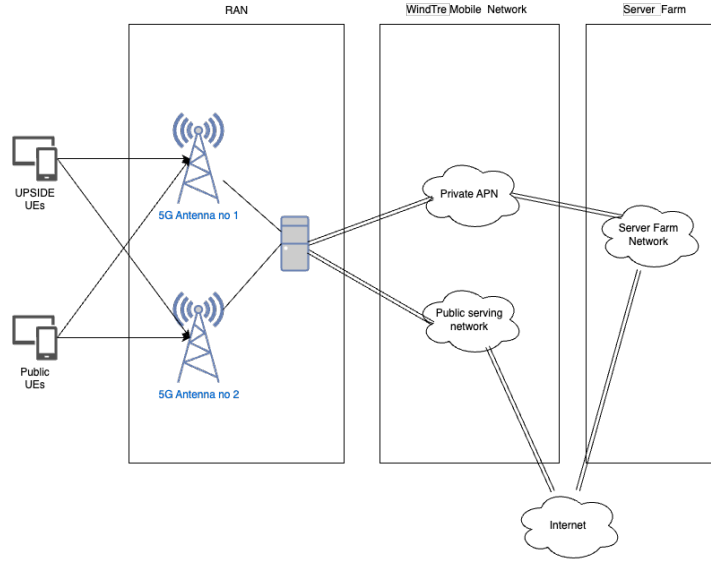 RAN
WindTre Mobile Network
Server Farm
UPSIDE
UEs
5G Antenna no 1
Private APN
Server Farm
Network
Public serving
network
Public
UEs
5G Antenna no 2
Internet